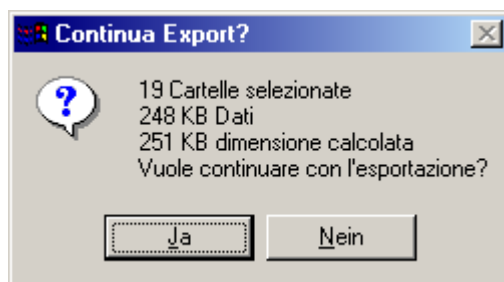 Continua Export?
19 Cartelle selezionate
248 KB Dati
251 KB dimensione calcolata
Vuole continuare con l'esportazione?
Ja
Nein